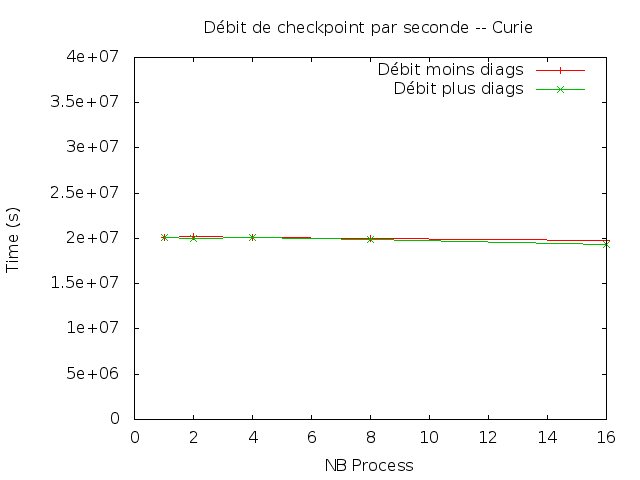 Débit de checkpoint par seconde -- Curie
4e+07
3.5e+07
3e+07
2.5e+07
2e+07
1.5e+07
1e+07
5e+06
0
Time (s)
Débit moins diags
Débit plus diags
0 2 4 6 8 10 12 14 16
NB Process